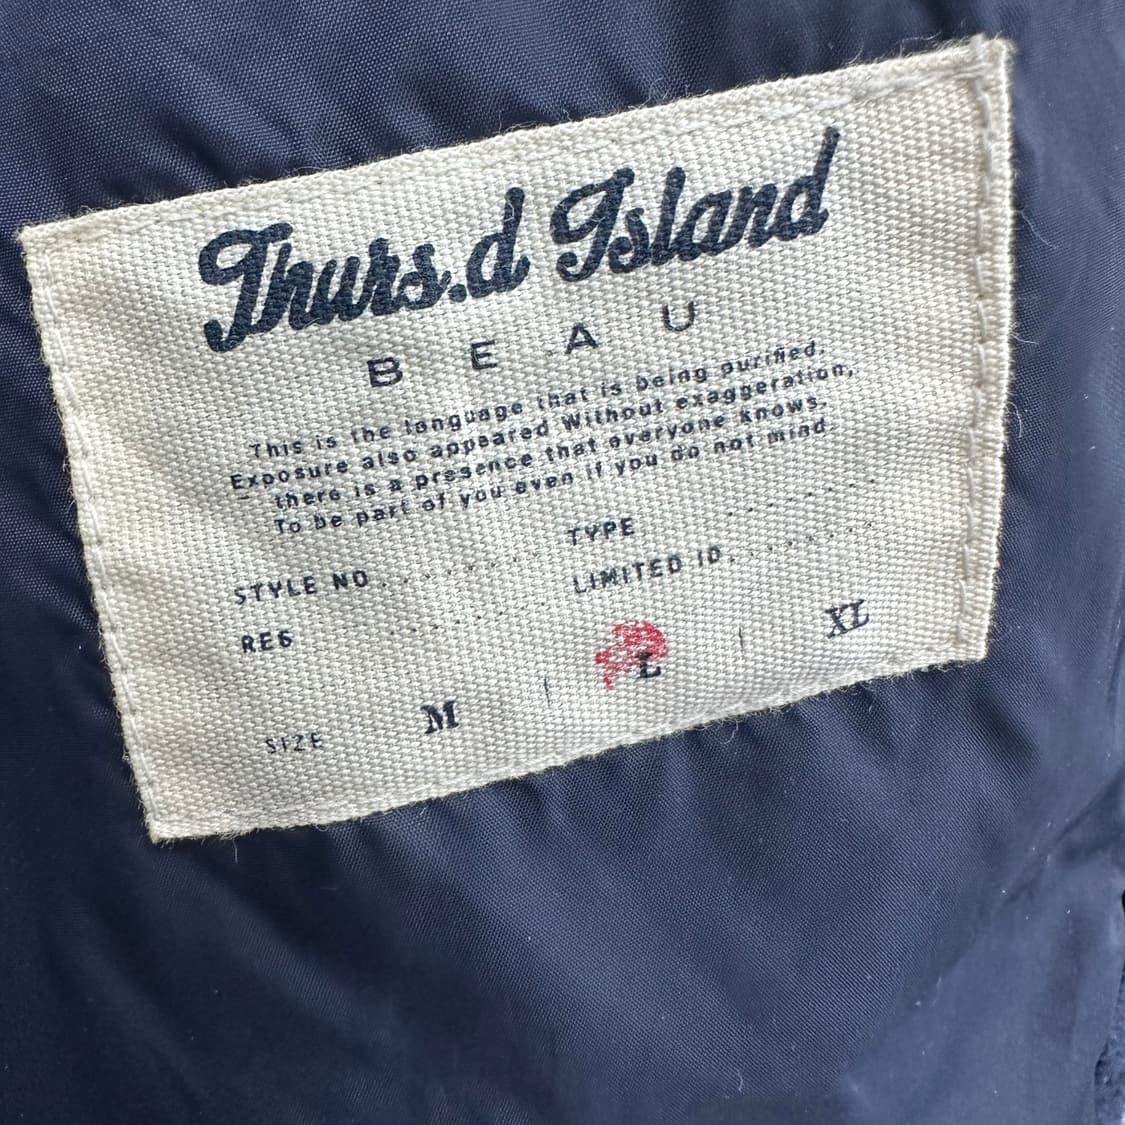 Thurs.d Island
BEAU
This is the language that is being purified.
Exposure also appeared Without exaggeration,
there is a presence that everyone knows.
To be part of you even if you do not mind.
STYLE NO.......... TYPE ..........
REG .......... LIMITED ID..........
SIZE M | L | XL